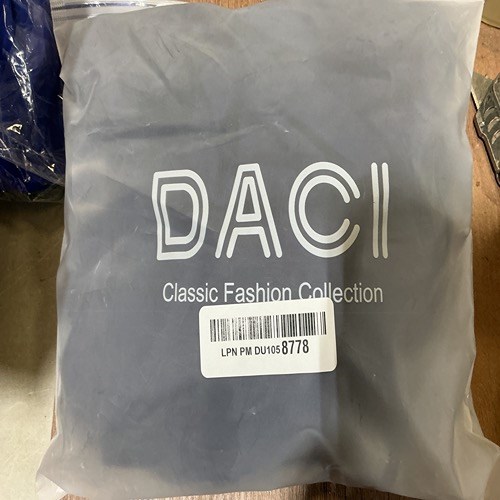 DACI
Classic Fashion Collection
LPN PM DU1058778